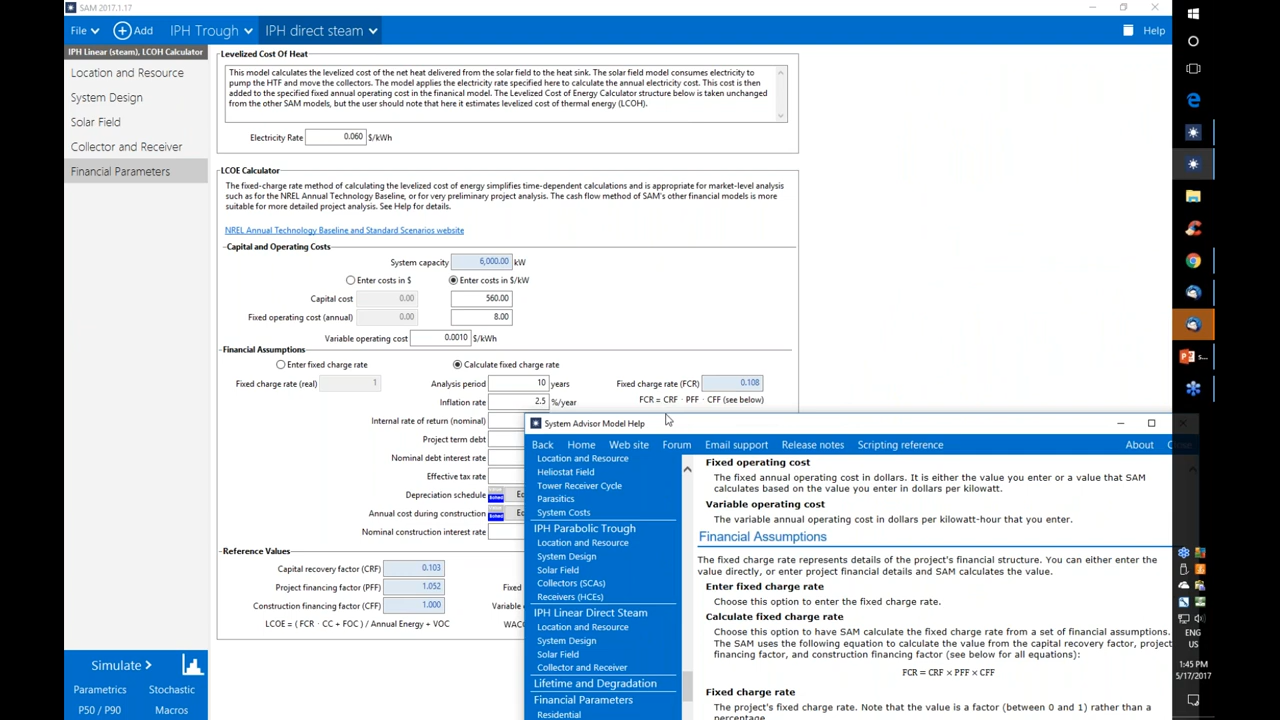 SAM 2017.1.17
File
Add
IPH Trough
IPH direct steam
Help
IPH Linear (steam), LCOH Calculator
Location and Resource
System Design
Solar Field
Collector and Receiver
Financial Parameters
Levelized Cost Of Heat
This model calculates the levelized cost of the net heat delivered from the solar field to the heat sink. The solar field model consumes electricity to
pump the HTF and move the collectors. The model applies the electricity rate specified here to calculate the annual electricity cost. This cost is then
added to the specified fixed annual operating cost in the finanical model. The Levelized Cost of Energy Calculator structure below is taken unchanged
from the other SAM models, but the user should note that here it estimates levelized cost of thermal energy (LCOH).
Electricity Rate 0.060 $/kWh
LCOE Calculator
The fixed-charge rate method of calculating the levelized cost of energy simplifies time-dependent calculations and is appropriate for market-level analysis
such as for the NREL Annual Technology Baseline, or for very preliminary project analysis. The cash flow method of SAM's other financial models is more
suitable for more detailed project analysis. See Help for details.
NREL Annual Technology Baseline and Standard Scenarios website
Capital and Operating Costs
System capacity 6,000.00 kW
Enter costs in $ Enter costs in $/kW
Capital cost 0.00 560.00
Fixed operating cost (annual) 0.00 8.00
Variable operating cost 0.0010 $/kWh
Financial Assumptions
Enter fixed charge rate Calculate fixed charge rate
Fixed charge rate (real) 1 Analysis period 10 years Fixed charge rate (FCR) 0.108
Inflation rate 2.5 %/year FCR = CRF · PFF · CFF (see below)
Internal rate of return (nominal)
Project term debt
Nominal debt interest rate
Effective tax rate
Depreciation schedule
Annual cost during construction
Nominal construction interest rate
Reference Values
Capital recovery factor (CRF) 0.103
Project financing factor (PFF) 1.052
Construction financing factor (CFF) 1.000
LCOE = ( FCR · CC + FOC ) / Annual Energy + VOC
Simulate >
Parametrics Stochastic
P50 / P90 Macros
System Advisor Model Help
Back Home Web site Forum Email support Release notes Scripting reference About
Location and Resource
Heliostat Field
Tower Receiver Cycle
Parasitics
System Costs
IPH Parabolic Trough
Location and Resource
System Design
Solar Field
Collectors (SCAs)
Receivers (HCEs)
IPH Linear Direct Steam
Location and Resource
System Design
Solar Field
Collector and Receiver
Lifetime and Degradation
Financial Parameters
Residential
Fixed operating cost
The fixed annual operating cost in dollars. It is either the value you enter or a value that SAM
calculates based on the value you enter in dollars per kilowatt.
Variable operating cost
The variable annual operating cost in dollars per kilowatt-hour that you enter.
Financial Assumptions
The fixed charge rate represents details of the project's financial structure. You can either enter the
value directly, or enter project financial details and SAM calculates the value.
Enter fixed charge rate
Choose this option to enter the fixed charge rate.
Calculate fixed charge rate
Choose this option to have SAM calculate the fixed charge rate from a set of financial assumptions.
The SAM uses the following equation to calculate the value from the capital recovery factor, project
financing factor, and construction financing factor (see below for all equations):
FCR = CRF × PFF × CFF
Fixed charge rate
The project's fixed charge rate. Note that the value is a factor (between 0 and 1) rather than a
percentage.
ENG
US
1:45 PM
5/17/2017